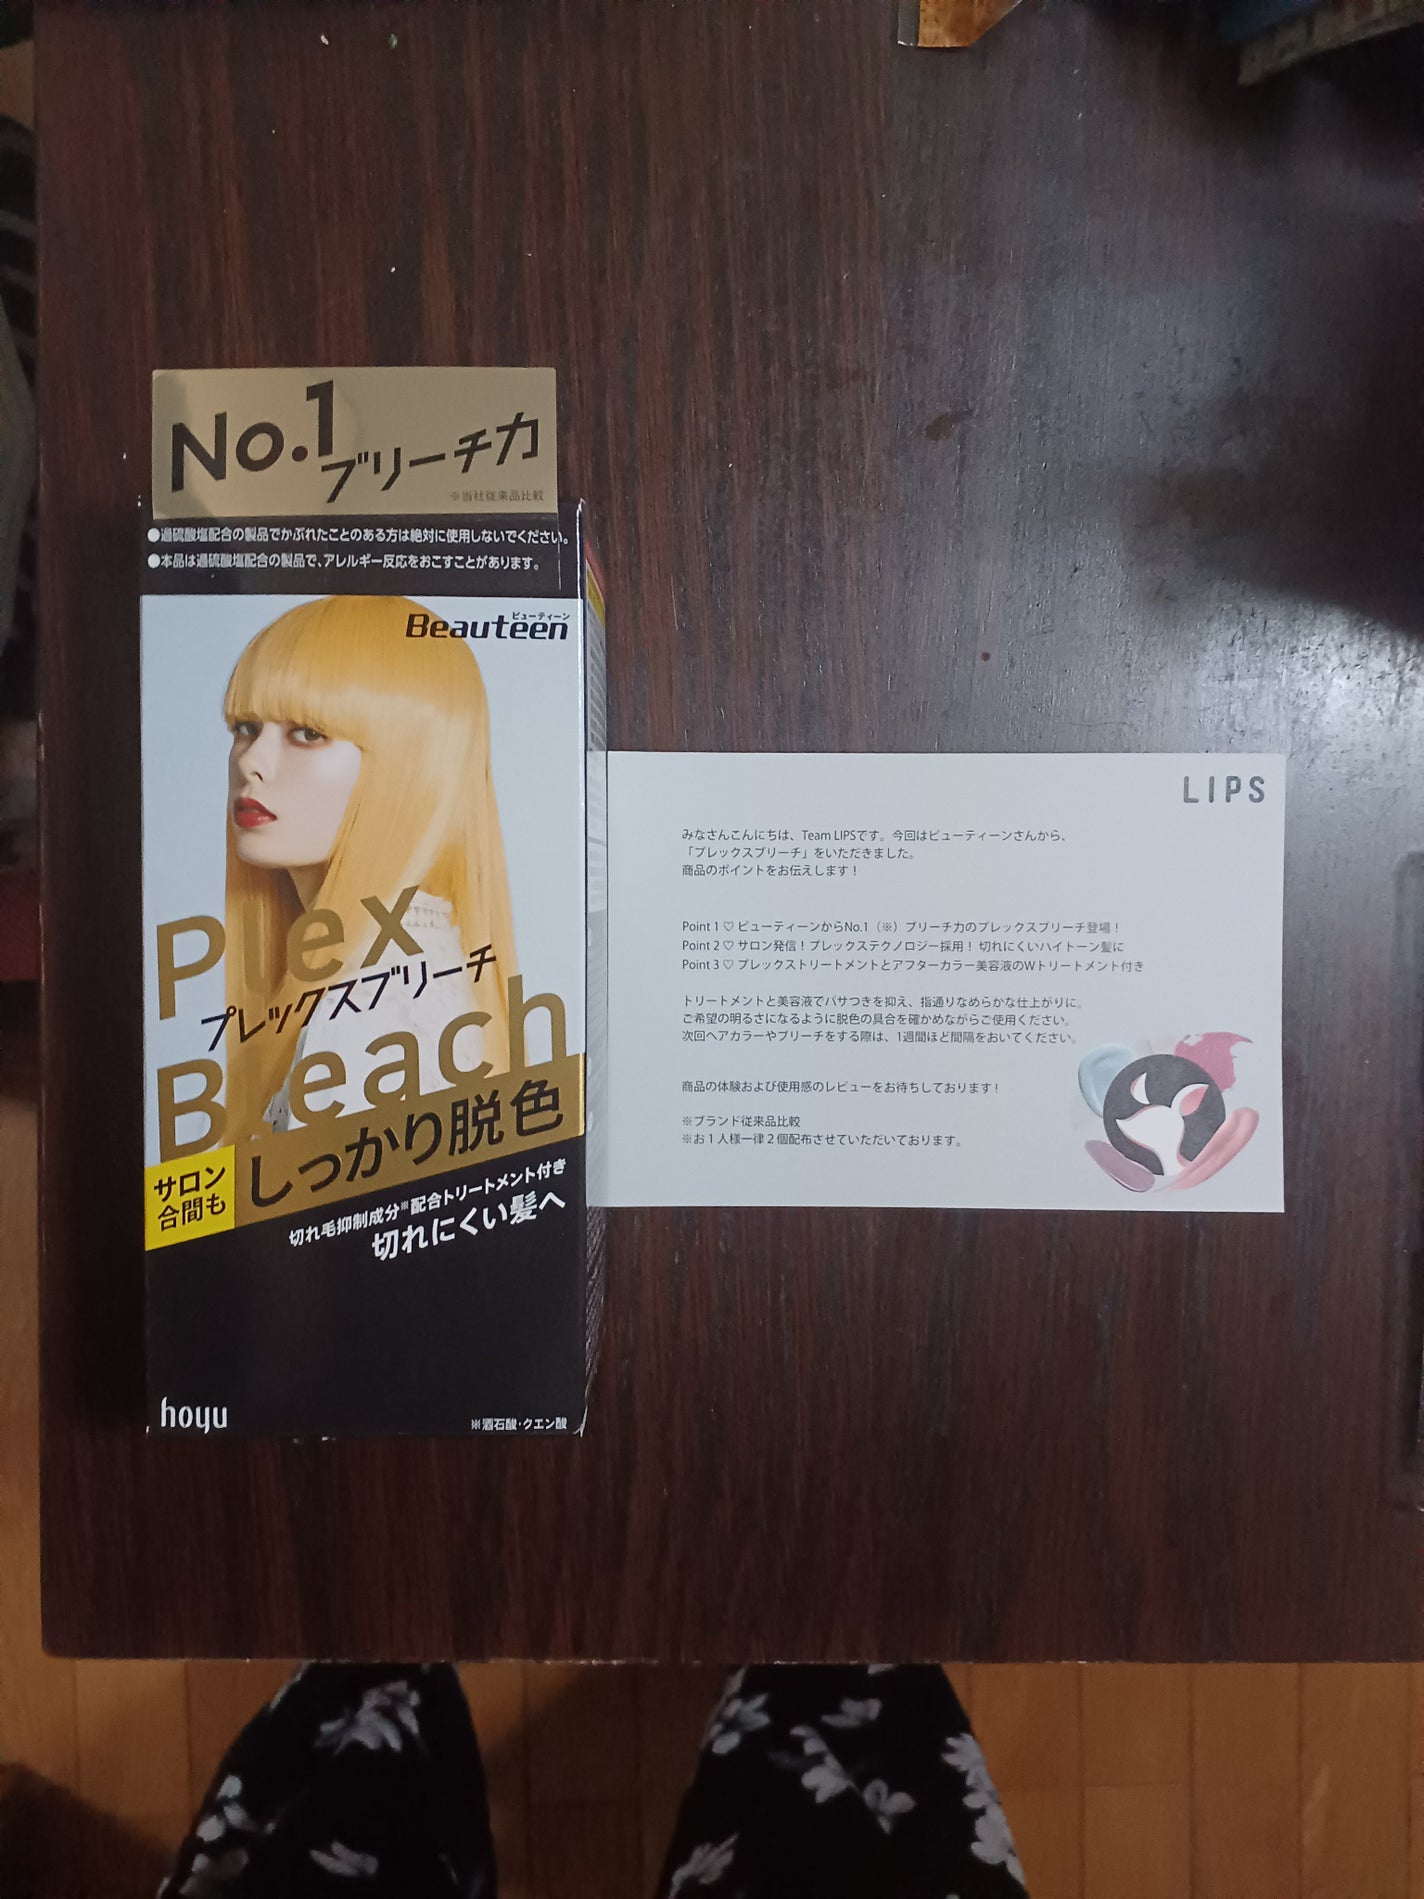 No.1
ブリーチ力
※当社従来品比較
●過硫酸塩配合の製品でかぶれたことのある方は絶対に使用しないでください。
●本品は過硫酸塩配合の製品で、アレルギー反応をおこすことがあります。
ビューティーン
Beauteen
Plex
プレックスブリーチ
Bleach
しっかり脱色
サロン
合間も
切れ毛抑制成分※配合トリートメント付き
切れにくい髪へ
hoyu
※酒石酸・クエン酸
LIPS
みなさんこんにちは、Team LIPSです。今回はビューティーンさんから、
「プレックスブリーチ」をいただきました。
商品のポイントをお伝えします！
Point 1 ♡ ビューティーンからNo.1（※）ブリーチ力のプレックスブリーチ登場！
Point 2 ♡ サロン発信！プレックステクノロジー採用！ 切れにくいハイトーン髪に
Point 3 ♡ プレックストリートメントとアフターカラー美容液のWトリートメント付き
トリートメントと美容液でパサつきを抑え、指通りなめらかな仕上がりに。
ご希望の明るさになるように脱色の具合を確かめながらご使用ください。
次回ヘアカラーやブリーチをする際は、1週間ほど間隔をおいてください。
商品の体験および使用感のレビューをお待ちしております！
※ブランド従来品比較
※お１人様一律２個配布させていただいております。